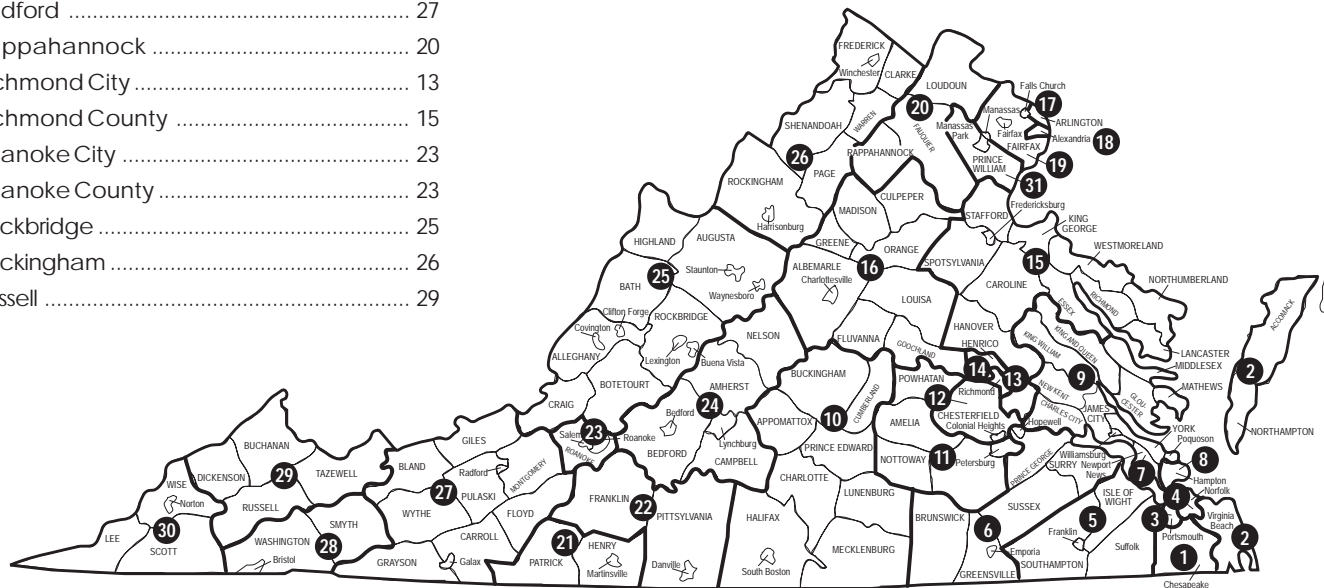 dford ........................................................... 27
ppahannock ............................................. 20
chmond City ................................................ 13
chmond County ......................................... 15
anoke City .................................................. 23
anoke County ............................................. 23
ckbridge ...................................................... 25
ckingham .................................................... 26
ssell ............................................................... 29
FREDERICK
Winchester
CLARKE
LOUDOUN
Falls Church
17
ARLINGTON
Manassas
20
SHENANDOAH
WARREN
FAUQUIER
Manassas
Park
Fairfax
FAIRFAX
Alexandria
18
26
RAPPAHANNOCK
PAGE
PRINCE
WILLIAM
19
31
ROCKINGHAM
CULPEPER
MADISON
Fredericksburg
Harrisonburg
STAFFORD
KING
GEORGE
HIGHLAND
AUGUSTA
GREENE
ORANGE
WESTMORELAND
Staunton
ALBEMARLE
16
SPOTSYLVANIA
15
25
BATH
Charlottesville
CAROLINE
NORTHUMBERLAND
Waynesboro
LOUISA
ESSEX
RICHMOND
ACCOMACK
Clifton Forge
ROCKBRIDGE
Covington
NELSON
FLUVANNA
HANOVER
KING WILLIAM
KING AND QUEEN
ALLEGHANY
Lexington
Buena Vista
GOOCHLAND
HENRICO
LANCASTER
MIDDLESEX
BOTETOURT
AMHERST
BUCKINGHAM
CUMBERLAND
POWHATAN
14
13
Richmond
NEW KENT
9
MATHEWS
2
CRAIG
24
Bedford
APPOMATTOX
10
12
AMELIA
CHESTERFIELD
Colonial Heights
CHARLES CITY
JAMES
CITY
GLOU-
CESTER
Hopewell
BUCHANAN
GILES
Salem
23
Roanoke
ROANOKE
Lynchburg
PRINCE EDWARD
YORK
Poquoson
NORTHAMPTON
DICKENSON
29
TAZEWELL
BLAND
Radford
MONTGOMERY
BEDFORD
CAMPBELL
NOTTOWAY
11
Petersburg
PRINCE GEORGE
Williamsburg
SURRY
Newport
News
7
8
Hampton
WISE
Norton
27
PULASKI
FRANKLIN
22
CHARLOTTE
LUNENBURG
ISLE OF
WIGHT
4
Norfolk
RUSSELL
WYTHE
FLOYD
PITTSYLVANIA
HALIFAX
BRUNSWICK
SUSSEX
6
5
Franklin
3
Virginia
Beach
LEE
30
SCOTT
WASHINGTON
SMYTH
28
CARROLL
21
HENRY
Emporia
Suffolk
Portsmouth
2
Bristol
GRAYSON
Galax
PATRICK
Martinsville
Danville
South Boston
MECKLENBURG
GREENSVILLE
SOUTHAMPTON
1
Chesapeake